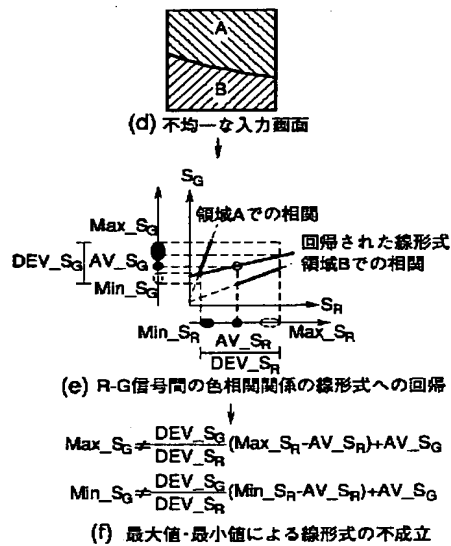 A
B
(d) 不均一な入力画面
S_G
Max_S_G
領域Aでの相関
回帰された線形式
DEV_S_G
AV_S_G
領域Bでの相関
Min_S_G
S_R
Min_S_R
Max_S_R
AV_S_R
DEV_S_R
(e) R-G信号間の色相関関係の線形式への回帰
Max_S_G≠DEV_S_G/DEV_S_R(Max_S_R-AV_S_R)+AV_S_G
Min_S_G≠DEV_S_G/DEV_S_R(Min_S_R-AV_S_R)+AV_S_G
(f) 最大値・最小値による線形式の不成立